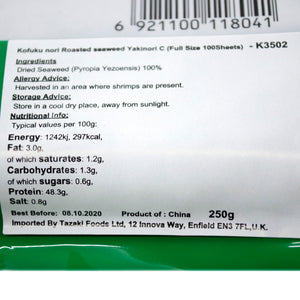 6 921100 118041
Kofuku nori Roasted seaweed Yakinori C (Full Size 100Sheets) - K3502
Ingredients
Dried Seaweed (Pyropia Yezoensis) 100%
Allergy Advice:
Harvested in an area where shrimps are present.
Storage Advice:
Store in a cool dry place, away from sunlight.
Nutritional Info:
Typical values per 100g:
Energy: 1242kj, 297kcal,
Fat: 3.0g,
of which saturates: 1.2g,
Carbohydrates: 1.3g,
of which sugars: 0.6g,
Protein: 48.3g,
Salt: 0.8g
Best Before: 08.10.2020 Product of : China 250g
Imported By Tazaki Foods Ltd, 12 Innova Way, Enfield EN3 7FL,U.K.